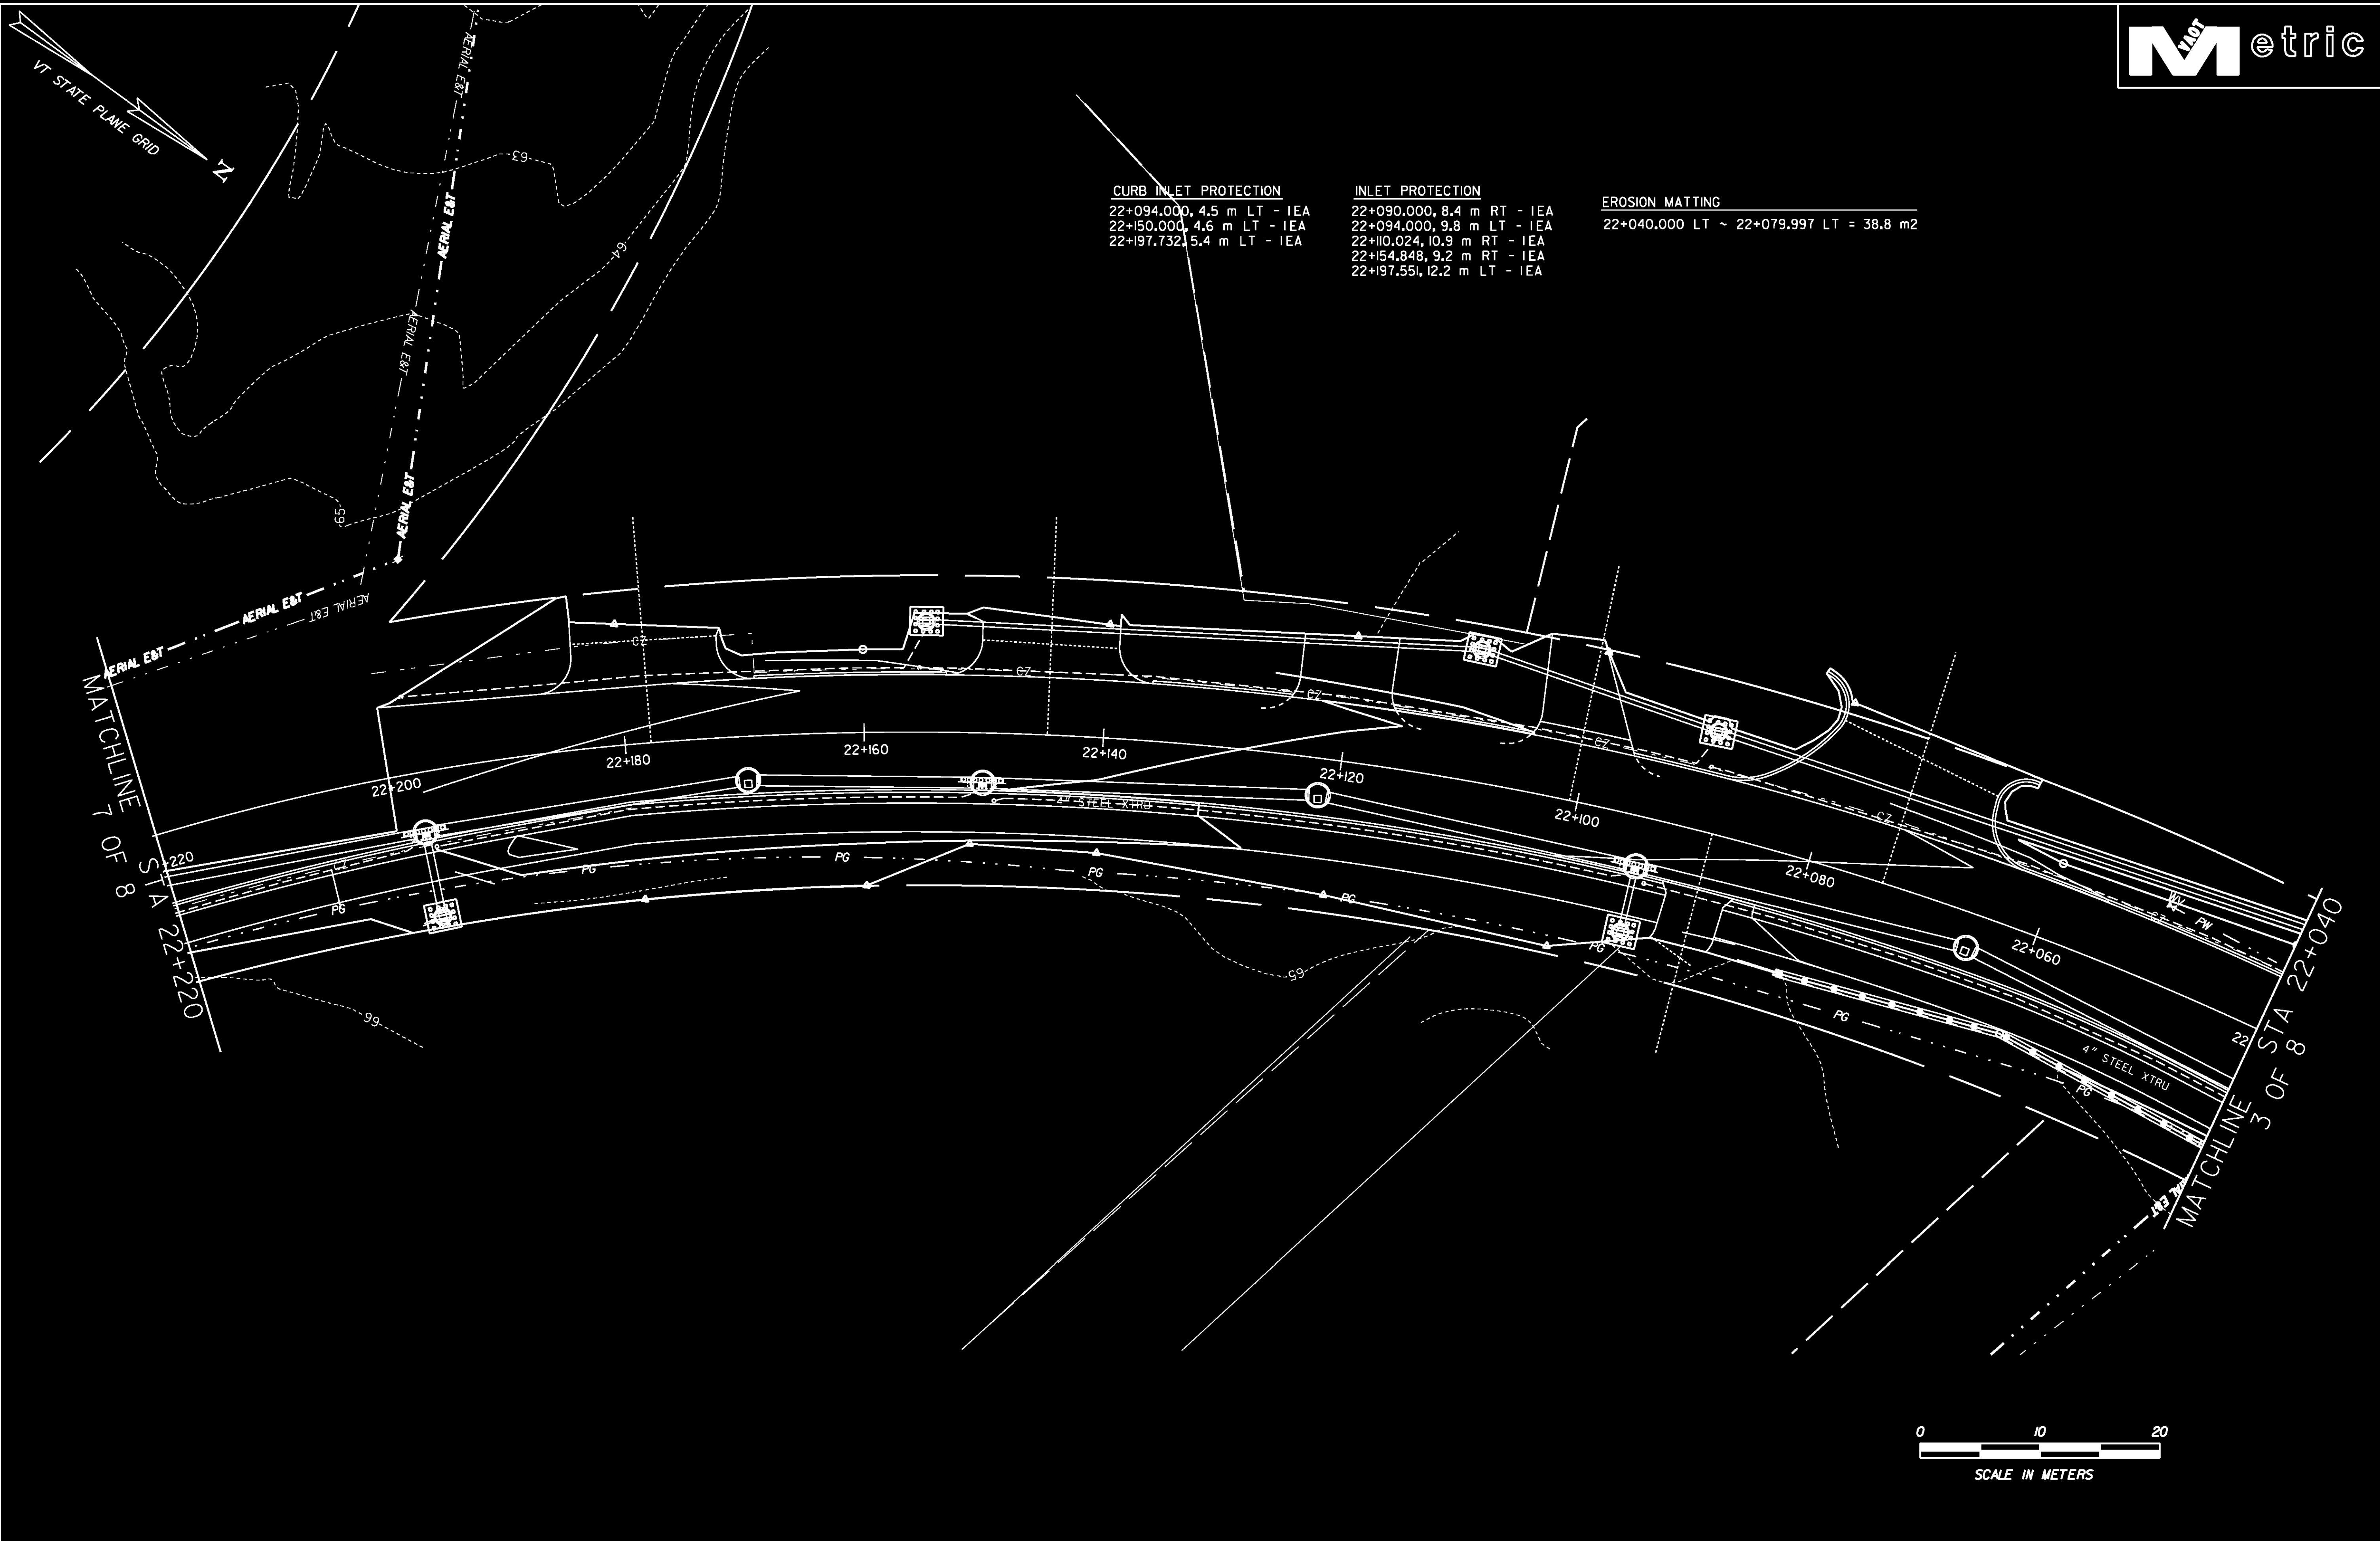 VAOT
Metric
VT STATE PLANE GRID
N
AERIAL E&T
AERIAL E&T
AERIAL E&T
AERIAL E&T
63
64
65
CURB INLET PROTECTION
22+094.000, 4.5 m LT - 1EA
22+150.000, 4.6 m LT - 1EA
22+197.732, 5.4 m LT - 1EA
INLET PROTECTION
22+090.000, 8.4 m RT - 1EA
22+094.000, 9.8 m LT - 1EA
22+110.024, 10.9 m RT - 1EA
22+154.848, 9.2 m RT - 1EA
22+197.551, 12.2 m LT - 1EA
EROSION MATTING
22+040.000 LT ~ 22+079.997 LT = 38.8 m2
AERIAL E&T
AERIAL E&T
AERIAL E&T
MATCHLINE STA 22+220
7 OF 8
+220
22+200
22+180
22+160
22+140
22+120
22+100
22+080
22+060
22
CZ
CZ
CZ
CZ
CZ
CZ
CZ
4" STEEL XTRU
4" STEEL XTRU
PG
PG
PG
PG
PG
PG
PG
PG
WV PW
66
65
MATCHLINE STA 22+040
3 OF 8
E&T
0 10 20
SCALE IN METERS